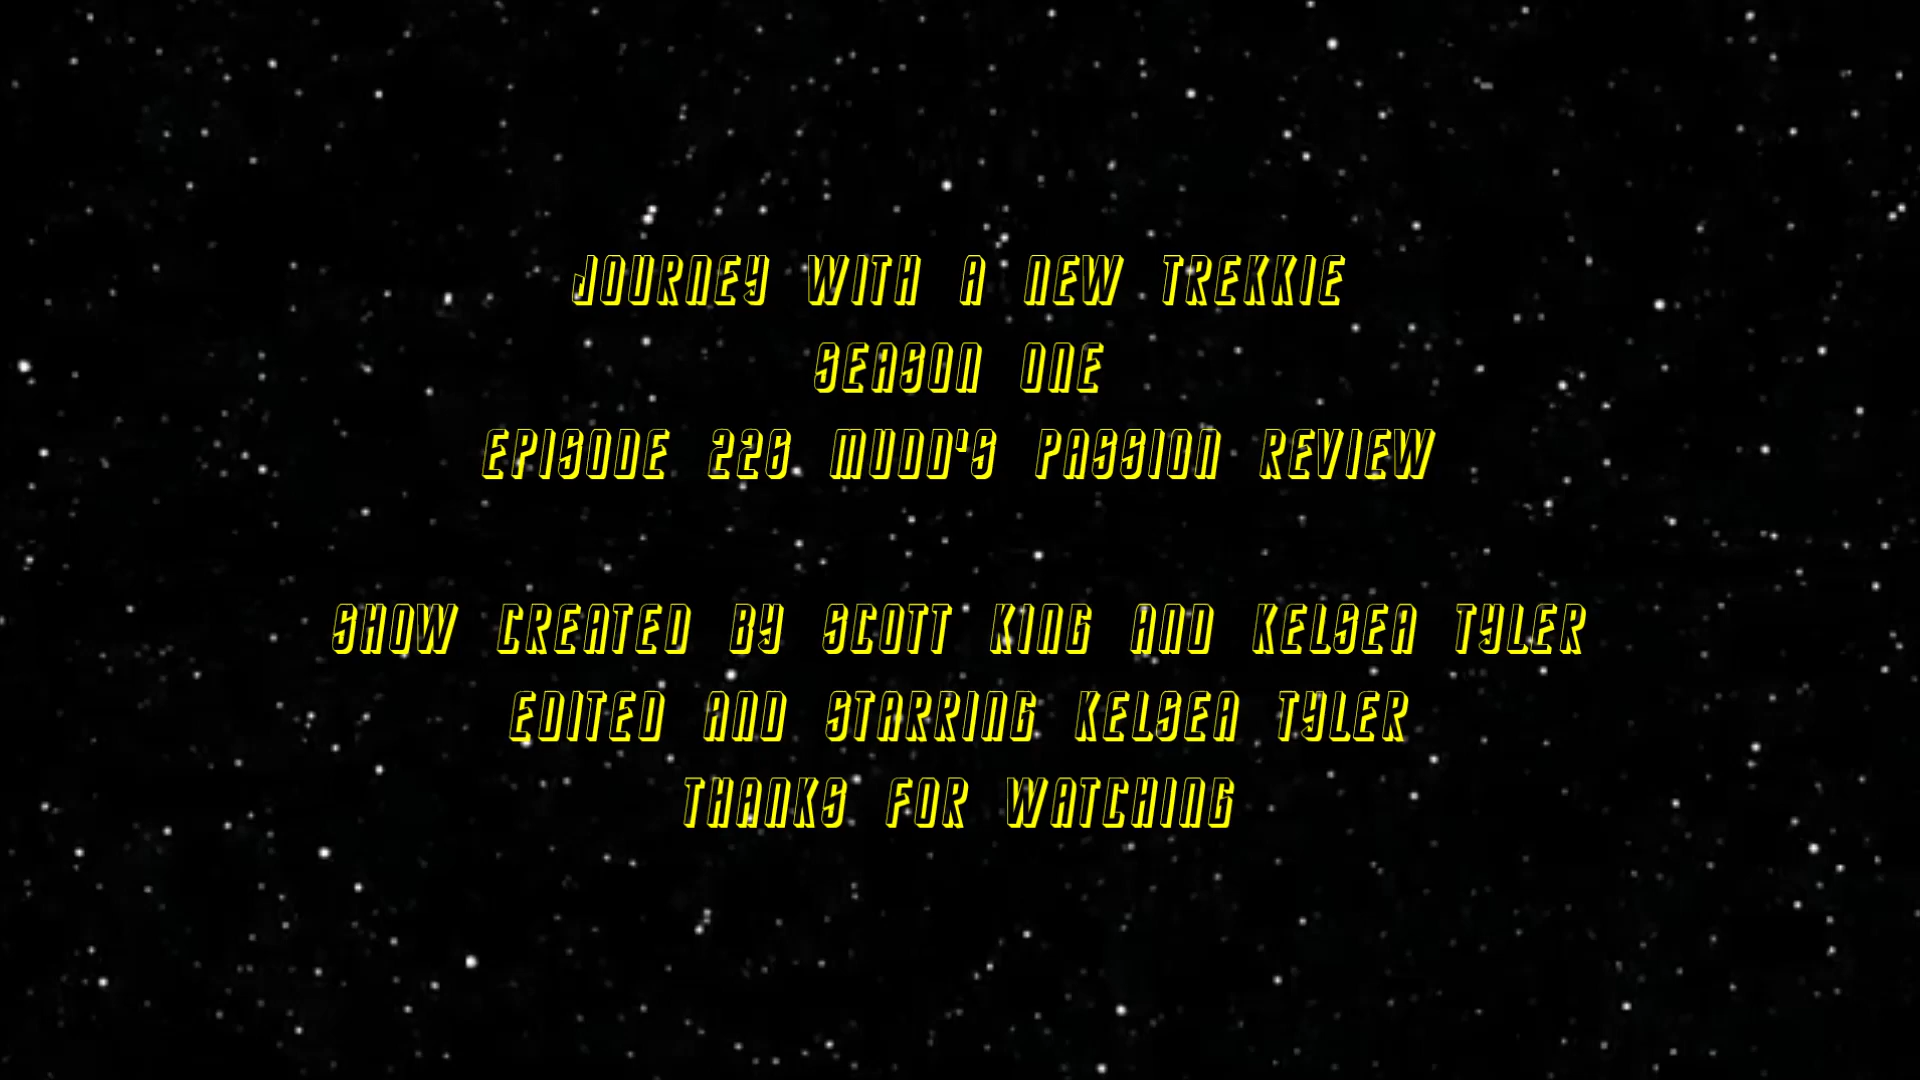 JOURNEY WITH A NEW TREKKIE
SEASON ONE
EPISODE 226 MUDD'S PASSION REVIEW
SHOW CREATED BY SCOTT KING AND KELSEA TYLER
EDITED AND STARRING KELSEA TYLER
THANKS FOR WATCHING